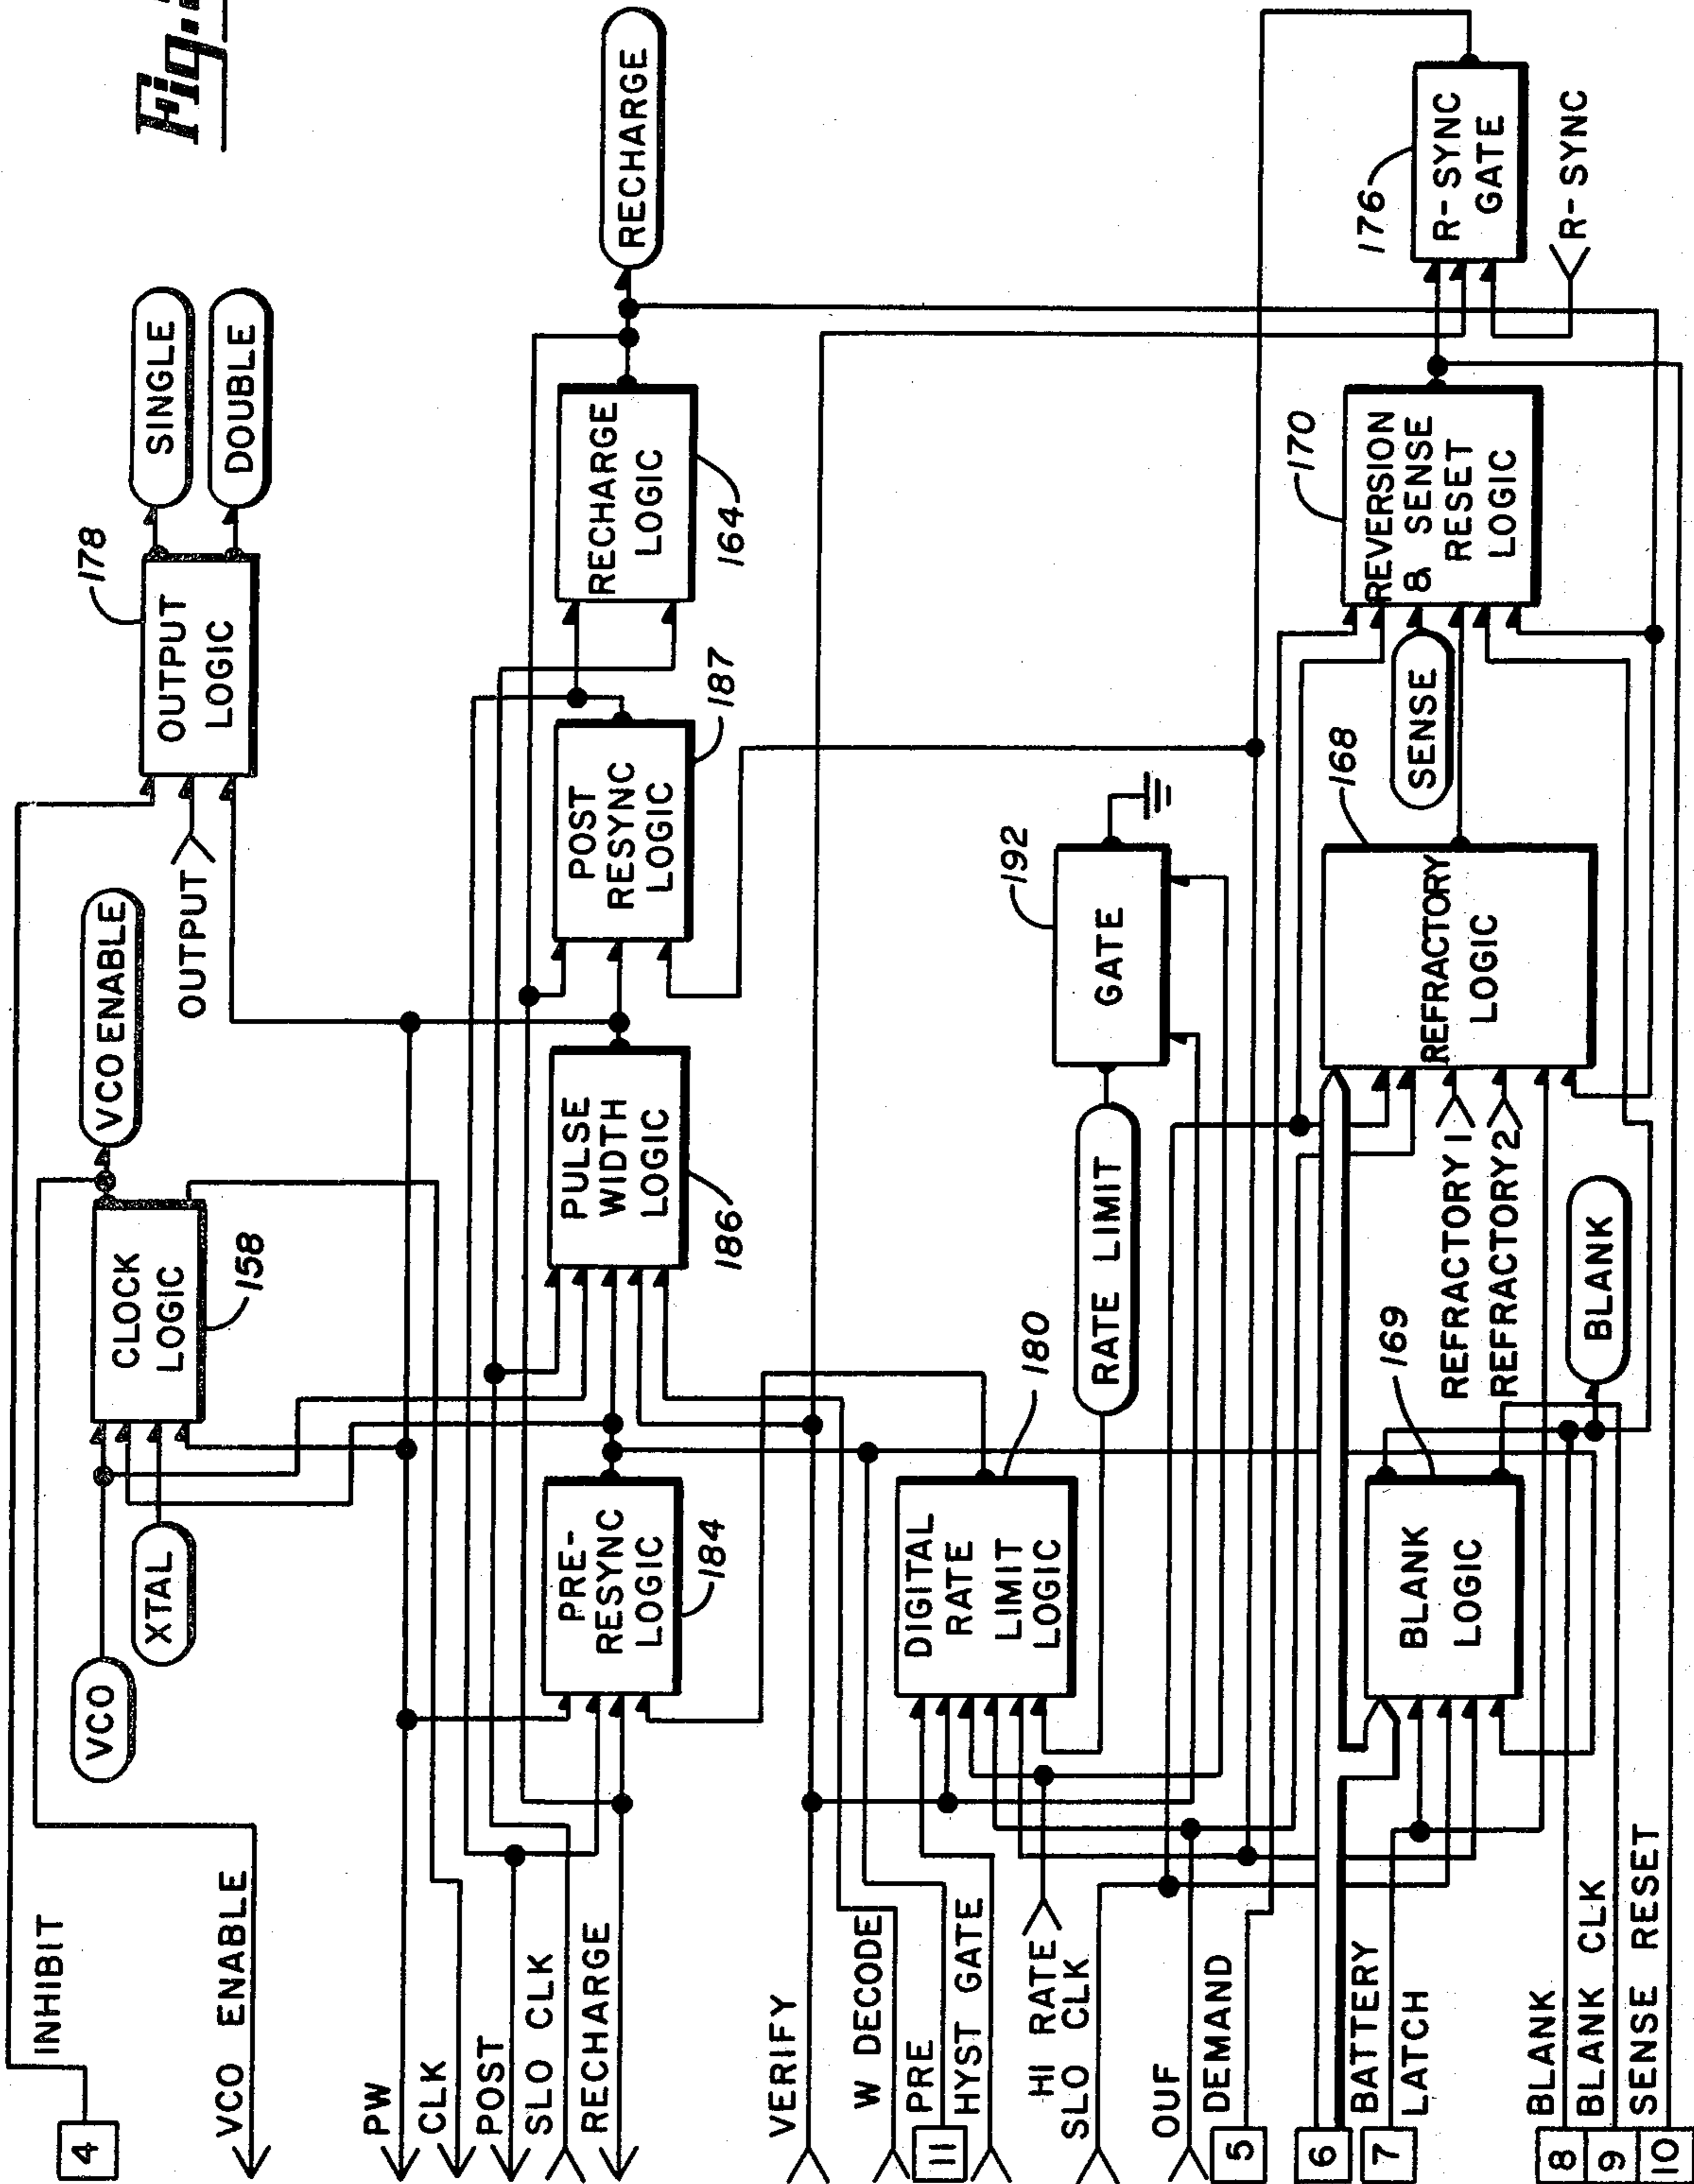 Fig.
4
INHIBIT
VCO ENABLE
VCO
XTAL
CLOCK
LOGIC
158
VCO ENABLE
OUTPUT
OUTPUT
LOGIC
178
SINGLE
DOUBLE
PW
CLK
POST
SLO CLK
RECHARGE
PRE-
RESYNC
LOGIC
184
PULSE
WIDTH
LOGIC
186
POST
RESYNC
LOGIC
187
RECHARGE
LOGIC
164
RECHARGE
VERIFY
W DECODE
PRE
11
HYST GATE
HI RATE
SLO CLK
OUF
DEMAND
5
DIGITAL
RATE
LIMIT
LOGIC
180
RATE LIMIT
GATE
192
6
BATTERY
7
LATCH
BLANK
8
BLANK CLK
9
SENSE RESET
10
BLANK
LOGIC
169
BLANK
REFRACTORY 1
REFRACTORY 2
REFRACTORY
LOGIC
168
SENSE
REVERSION
& SENSE
RESET
LOGIC
170
R-SYNC
GATE
176
R-SYNC